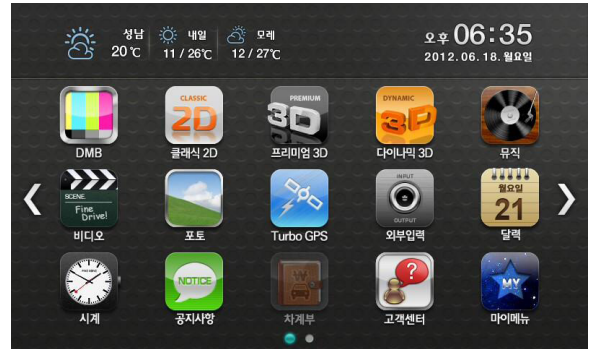 성남 내일 모레
20℃ 11 / 26℃ 12 / 27℃
오후 06:35
2012. 06. 18. 월요일
CLASSIC
2D
PREMIUM
3D
DYNAMIC
3D
DMB 클래식 2D 프리미엄 3D 다이나믹 3D 뮤직
SCENE
Fine
Drive!
INPUT
OUTPUT
월요일
21
비디오 포토 Turbo GPS 외부입력 달력
NOTICE
W
?
MY
시계 공지사항 차계부 고객센터 마이메뉴